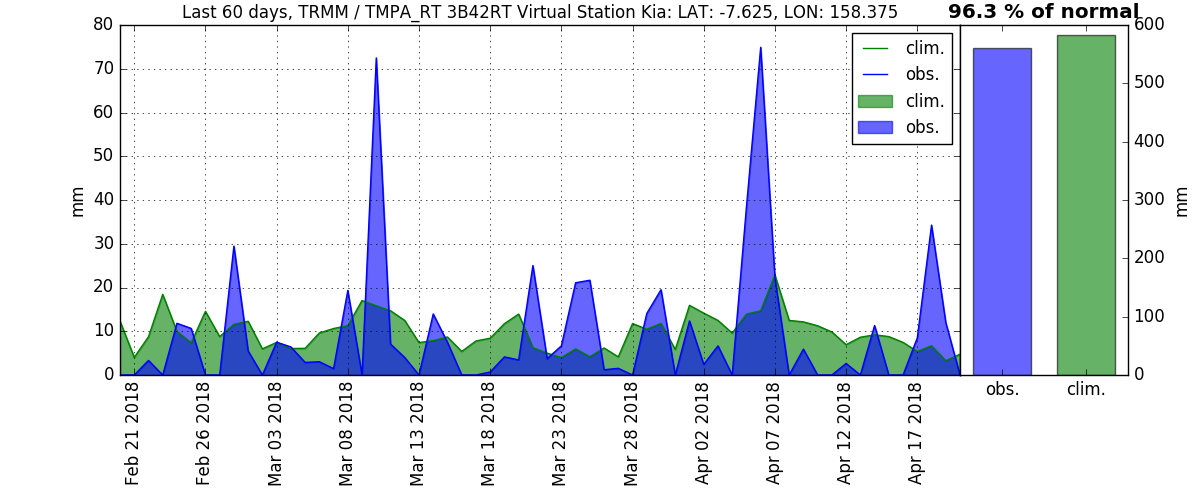 Last 60 days, TRMM / TMPA_RT 3B42RT Virtual Station Kia: LAT: -7.625, LON: 158.375
96.3 % of normal
80
70
60
50
40
30
20
10
0
mm
clim.
obs.
clim.
obs.
600
500
400
300
200
100
0
mm
obs.
clim.
Feb 21 2018
Feb 26 2018
Mar 03 2018
Mar 08 2018
Mar 13 2018
Mar 18 2018
Mar 23 2018
Mar 28 2018
Apr 02 2018
Apr 07 2018
Apr 12 2018
Apr 17 2018